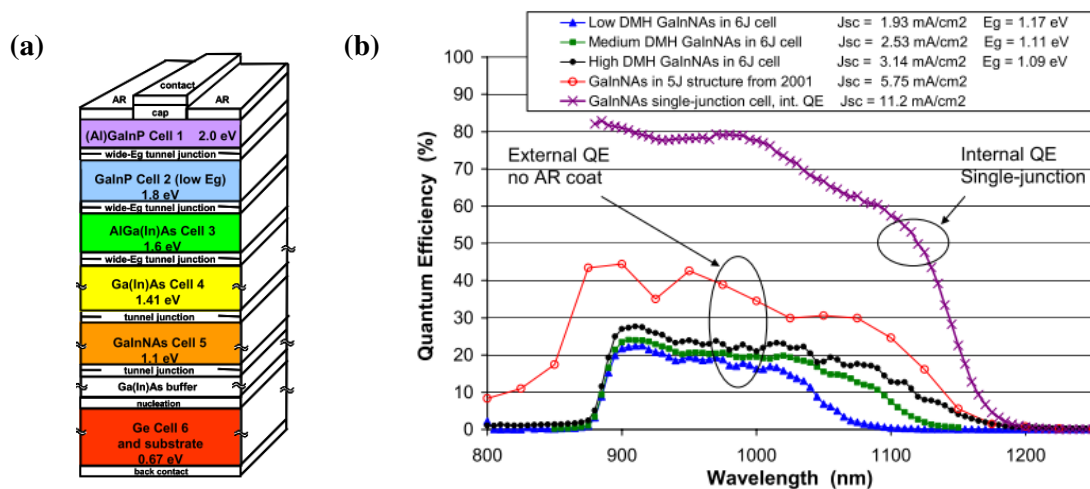 (a)
contact
AR
AR
cap
(Al)GaInP Cell 1 2.0 eV
wide-Eg tunnel junction
GaInP Cell 2 (low Eg)
1.8 eV
wide-Eg tunnel junction
AlGa(In)As Cell 3
1.6 eV
wide-Eg tunnel junction
Ga(In)As Cell 4
1.41 eV
tunnel junction
GaInNAs Cell 5
1.1 eV
tunnel junction
Ga(In)As buffer
nucleation
Ge Cell 6
and substrate
0.67 eV
back contact
(b)
Low DMH GaInNAs in 6J cell Jsc = 1.93 mA/cm2 Eg = 1.17 eV
Medium DMH GaInNAs in 6J cell Jsc = 2.53 mA/cm2 Eg = 1.11 eV
High DMH GaInNAs in 6J cell Jsc = 3.14 mA/cm2 Eg = 1.09 eV
GaInNAs in 5J structure from 2001 Jsc = 5.75 mA/cm2
GaInNAs single-junction cell, int. QE Jsc = 11.2 mA/cm2
External QE
no AR coat
Internal QE
Single-junction
Quantum Efficiency (%)
100
90
80
70
60
50
40
30
20
10
0
800 900 1000 1100 1200
Wavelength (nm)